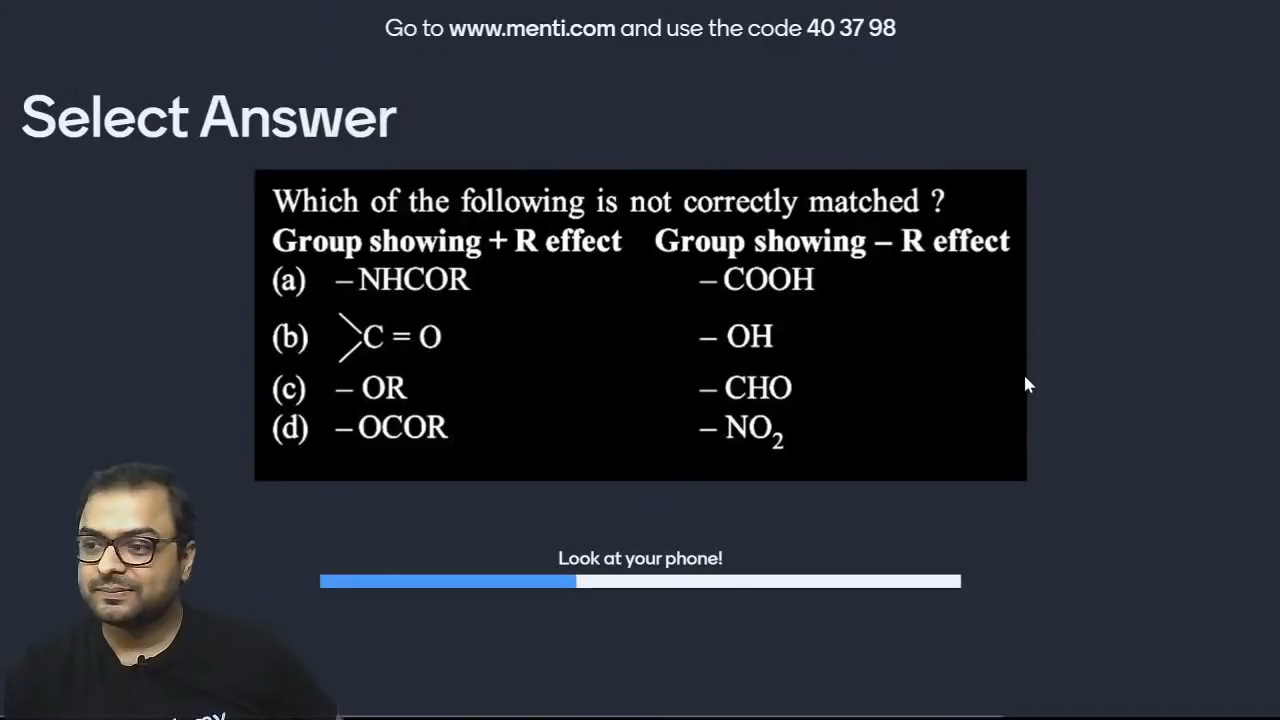 Go to www.menti.com and use the code 40 37 98
Select Answer
Which of the following is not correctly matched ?
Group showing + R effect Group showing – R effect
(a) – NHCOR – COOH
(b) >C = O – OH
(c) – OR – CHO
(d) – OCOR – NO₂
Look at your phone!